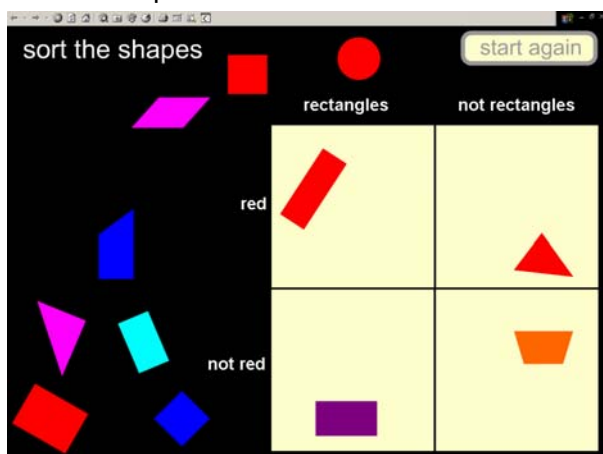 sort the shapes
start again
rectangles
not rectangles
red
not red